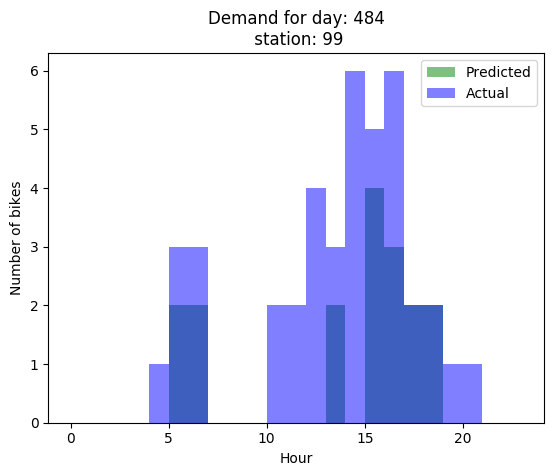 Demand for day: 484
station: 99
Predicted
Actual
Number of bikes
6
5
4
3
2
1
0
0 5 10 15 20
Hour